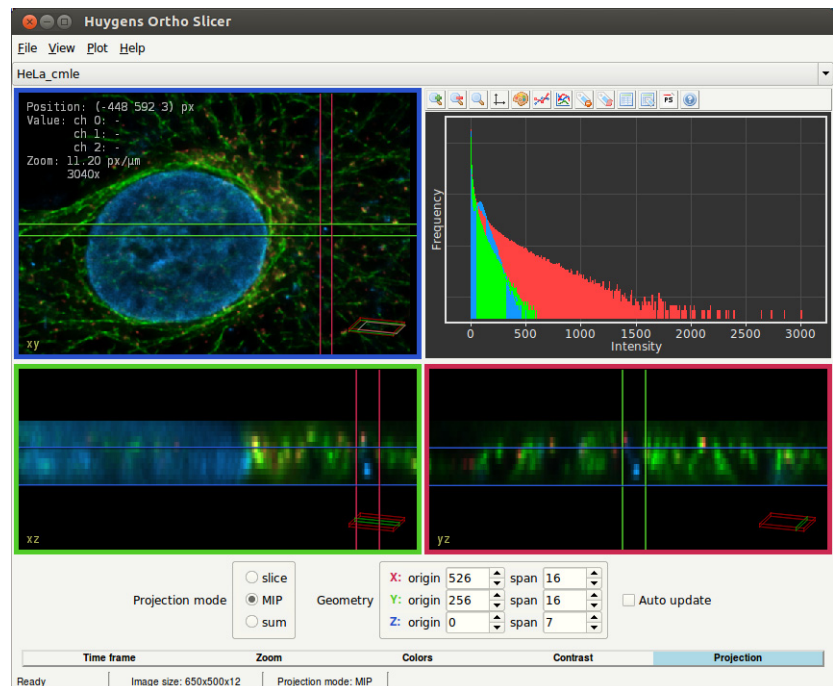 Huygens Ortho Slicer
File View Plot Help
HeLa_cmle
Position: (-448 592 3) px
Value: ch 0: -
ch 1: -
ch 2: -
Zoom: 11.20 px/µm
3040x
xy
PS
Frequency
0 500 1000 1500 2000 2500 3000
Intensity
xz
yz
Projection mode
slice
MIP
sum
Geometry
X: origin 526 span 16
Y: origin 256 span 16
Z: origin 0 span 7
Auto update
Time frame Zoom Colors Contrast Projection
Ready Image size: 650x500x12 Projection mode: MIP